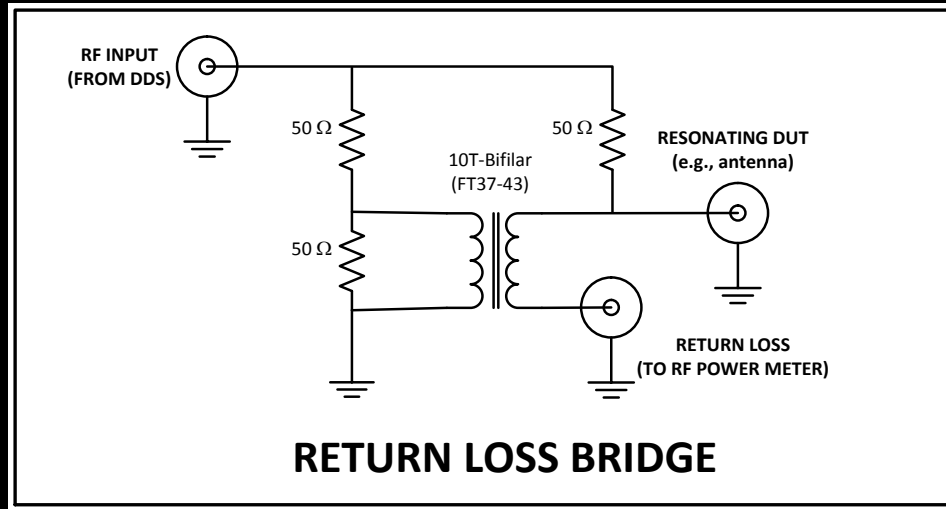 RF INPUT
(FROM DDS)
50 Ω
50 Ω
10T-Bifilar
(FT37-43)
RESONATING DUT
(e.g., antenna)
50 Ω
RETURN LOSS
(TO RF POWER METER)
RETURN LOSS BRIDGE